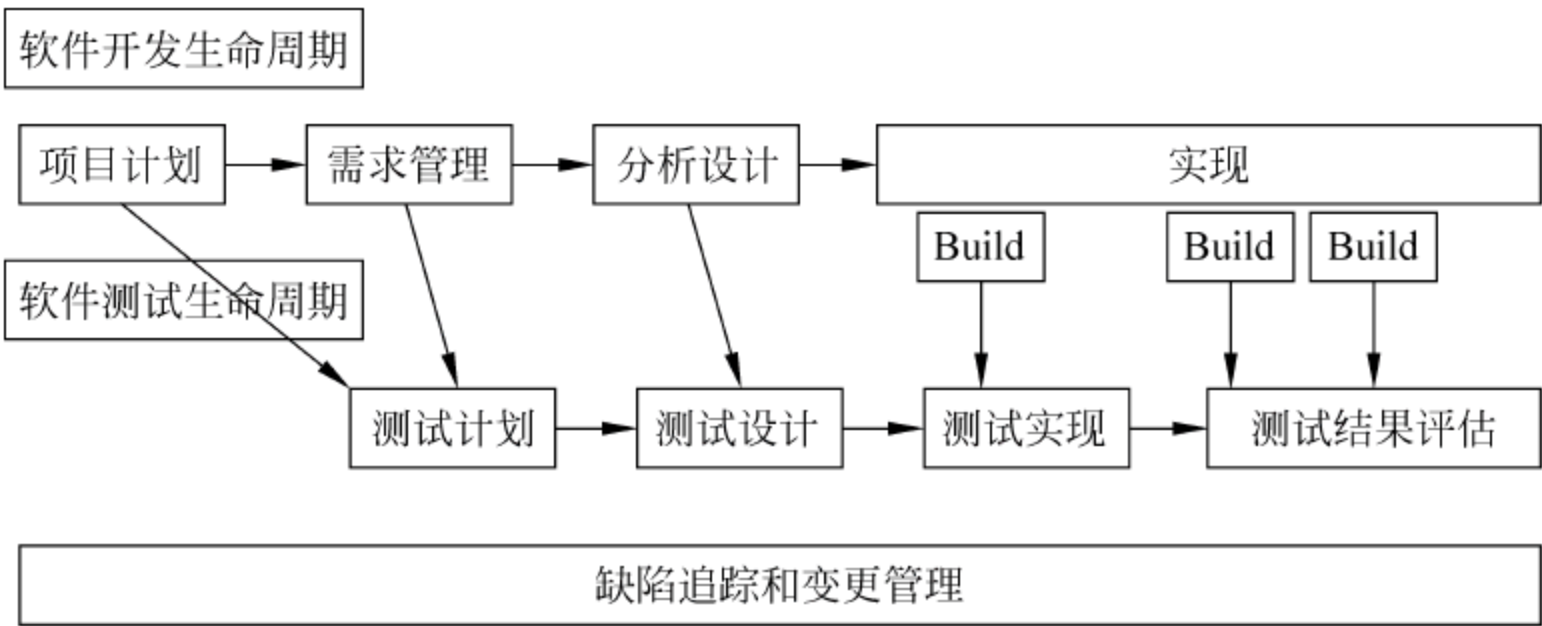 软件开发生命周期
项目计划
需求管理
分析设计
实现
Build
Build
Build
软件测试生命周期
测试计划
测试设计
测试实现
测试结果评估
缺陷追踪和变更管理